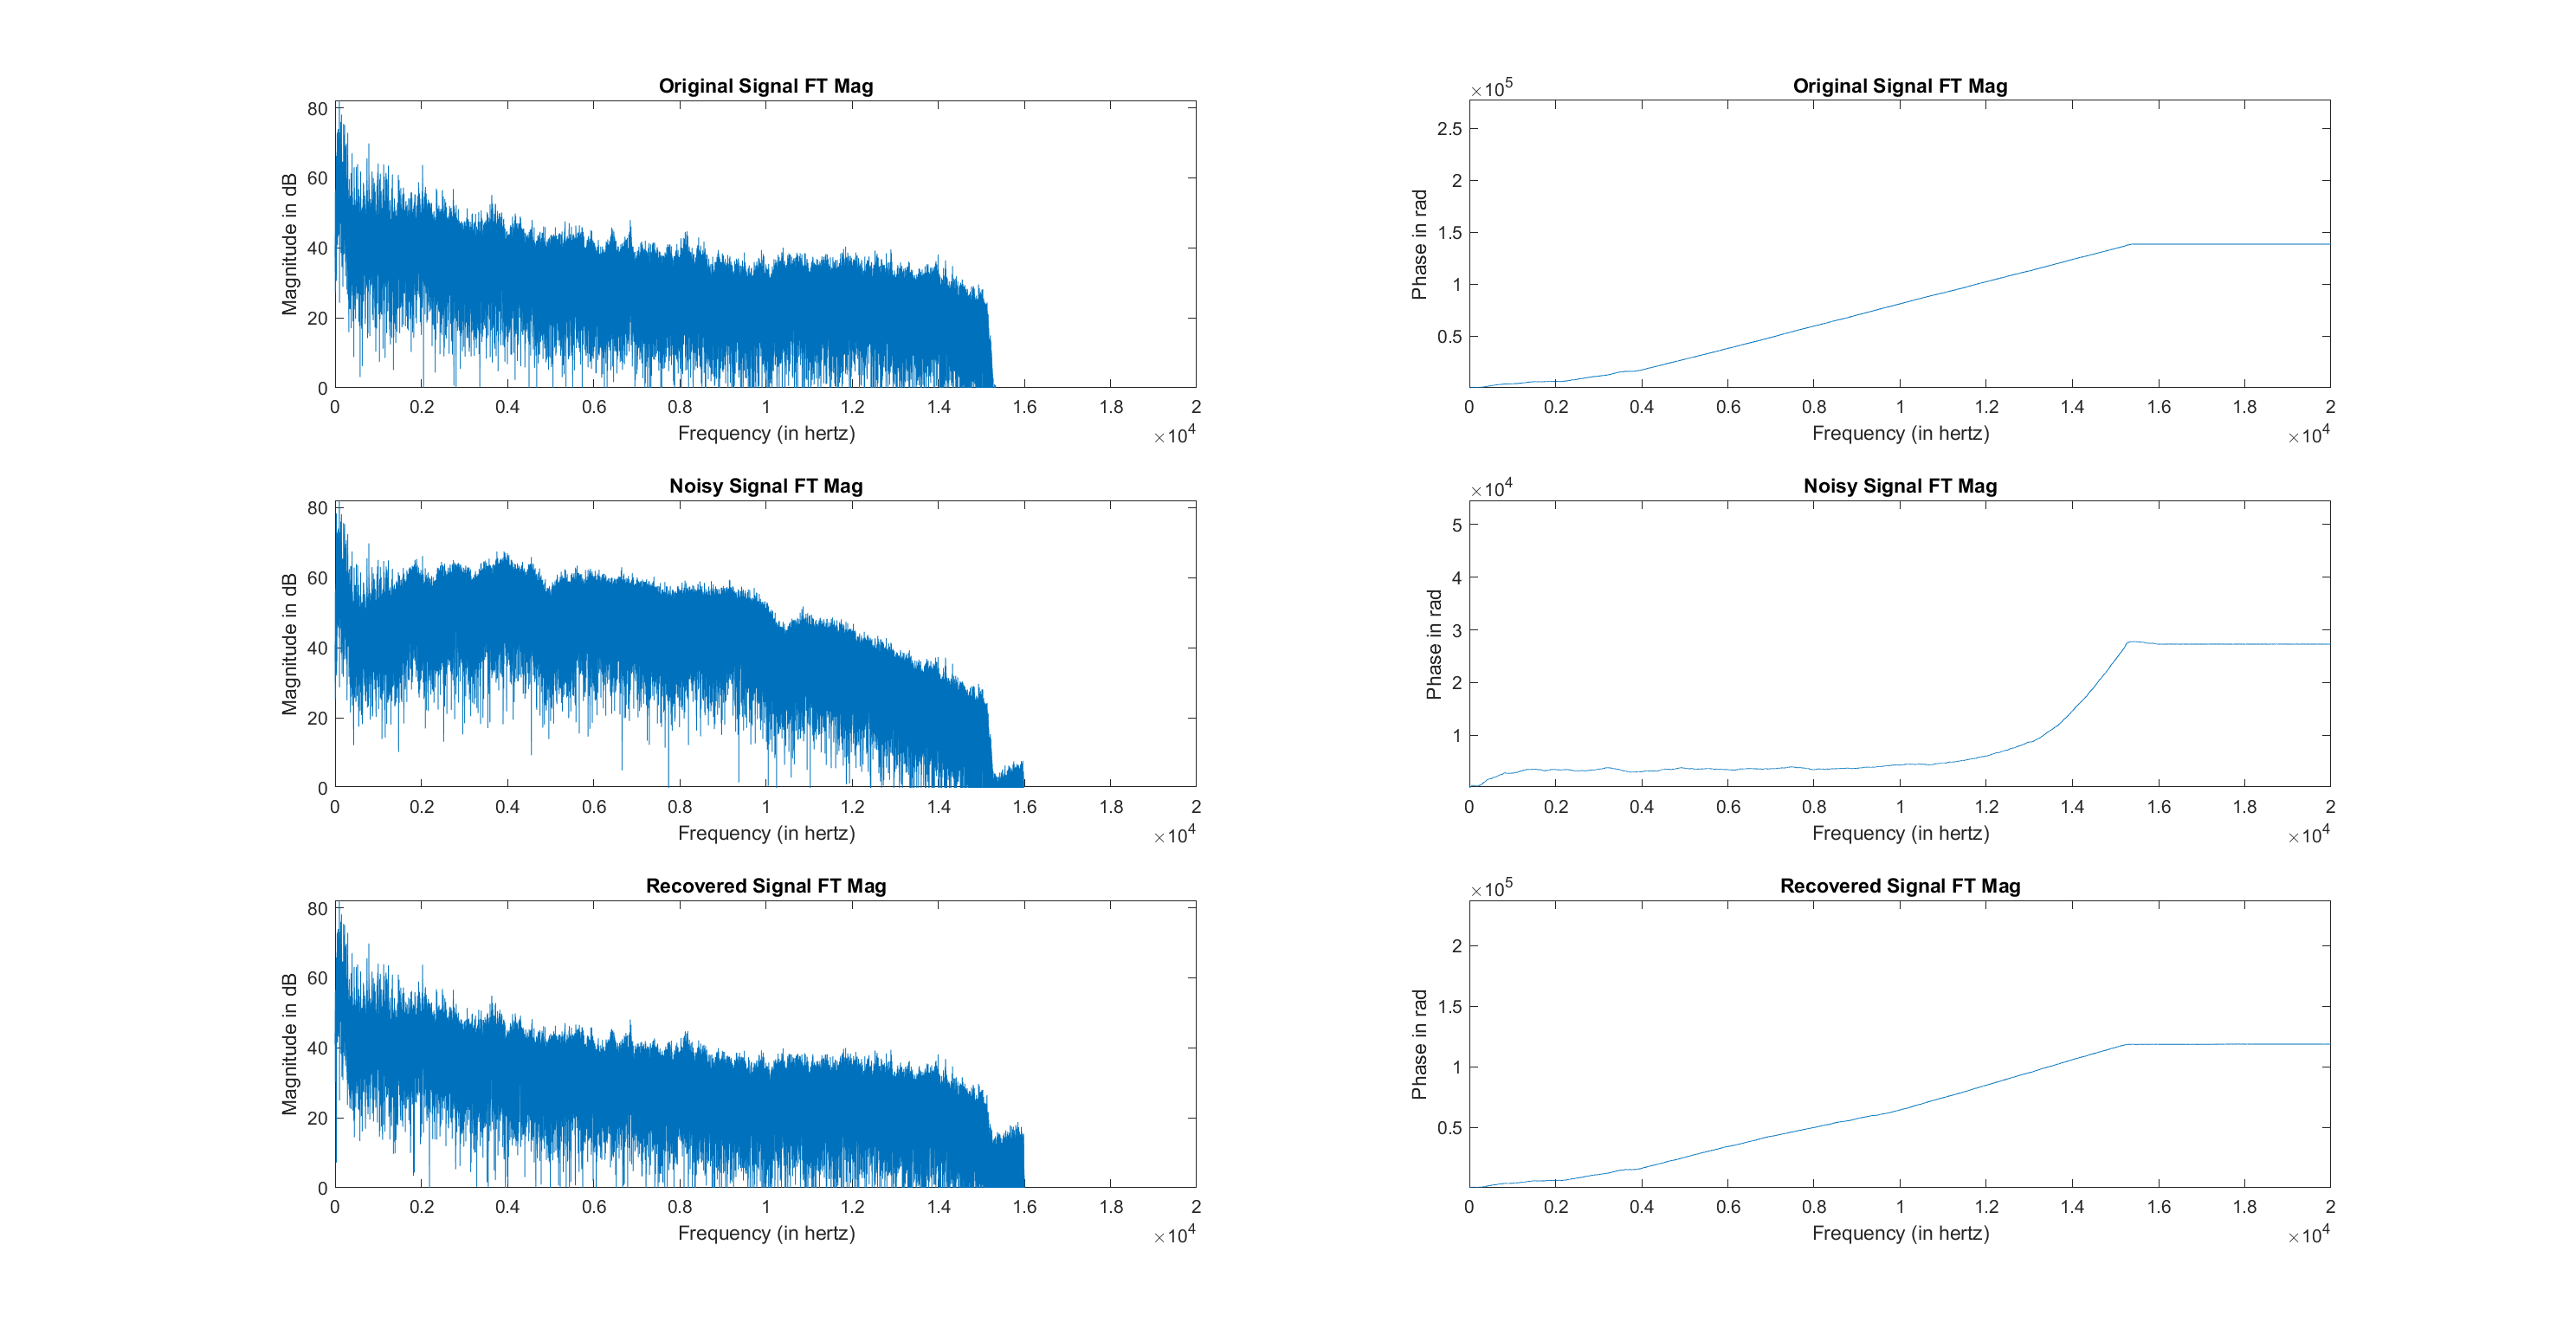 Original Signal FT Mag
Magnitude in dB
80
60
40
20
0
0 0.2 0.4 0.6 0.8 1 1.2 1.4 1.6 1.8 2
Frequency (in hertz)
×10^4
Original Signal FT Mag
×10^5
Phase in rad
2.5
2
1.5
1
0.5
0 0.2 0.4 0.6 0.8 1 1.2 1.4 1.6 1.8 2
Frequency (in hertz)
×10^4
Noisy Signal FT Mag
Magnitude in dB
80
60
40
20
0
0 0.2 0.4 0.6 0.8 1 1.2 1.4 1.6 1.8 2
Frequency (in hertz)
×10^4
Noisy Signal FT Mag
×10^4
Phase in rad
5
4
3
2
1
0 0.2 0.4 0.6 0.8 1 1.2 1.4 1.6 1.8 2
Frequency (in hertz)
×10^4
Recovered Signal FT Mag
Magnitude in dB
80
60
40
20
0
0 0.2 0.4 0.6 0.8 1 1.2 1.4 1.6 1.8 2
Frequency (in hertz)
×10^4
Recovered Signal FT Mag
×10^5
Phase in rad
2
1.5
1
0.5
0 0.2 0.4 0.6 0.8 1 1.2 1.4 1.6 1.8 2
Frequency (in hertz)
×10^4